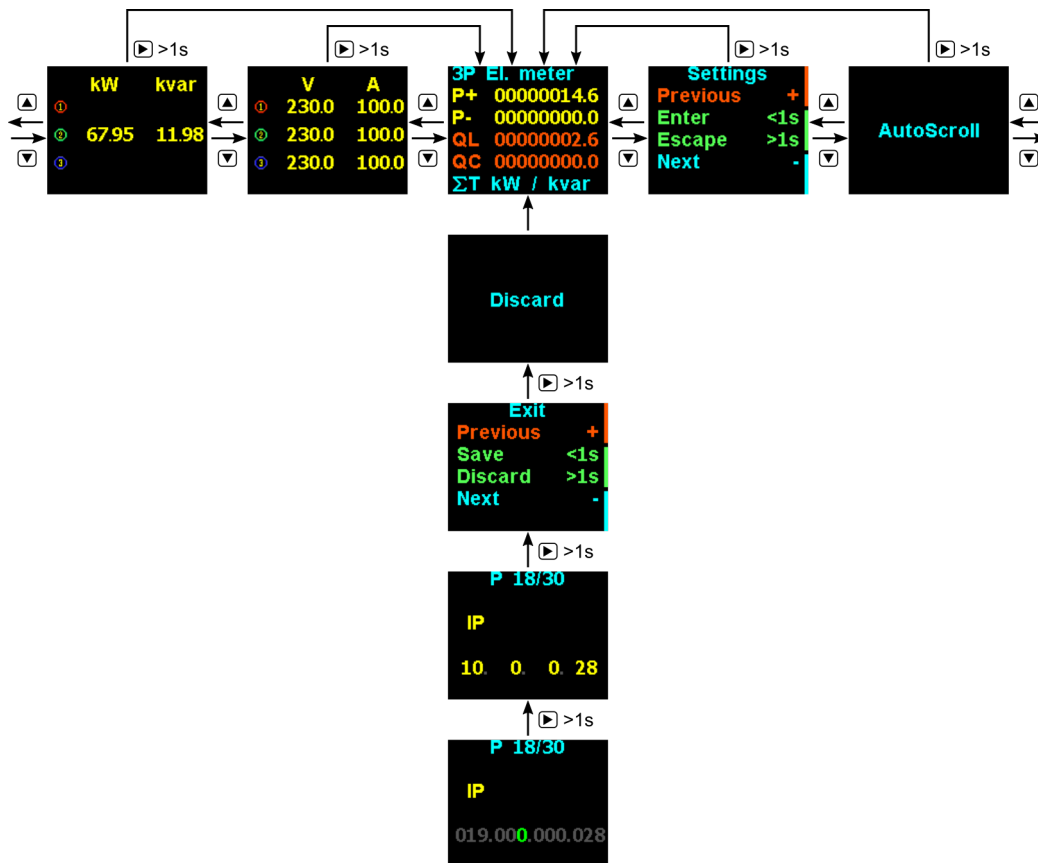 ▶ >1s
▶ >1s
▶ >1s
▶ >1s
kW kvar
①
② 67.95 11.98
③
V A
① 230.0 100.0
② 230.0 100.0
③ 230.0 100.0
3P El. meter
P+ 00000014.6
P- 00000000.0
QL 00000002.6
QC 00000000.0
ΣT kW / kvar
Settings
Previous +
Enter <1s
Escape >1s
Next -
AutoScroll
Discard
▶ >1s
Exit
Previous +
Save <1s
Discard >1s
Next -
▶ >1s
P 18/30
IP
10. 0. 0. 28
▶ >1s
P 18/30
IP
019.000.000.028